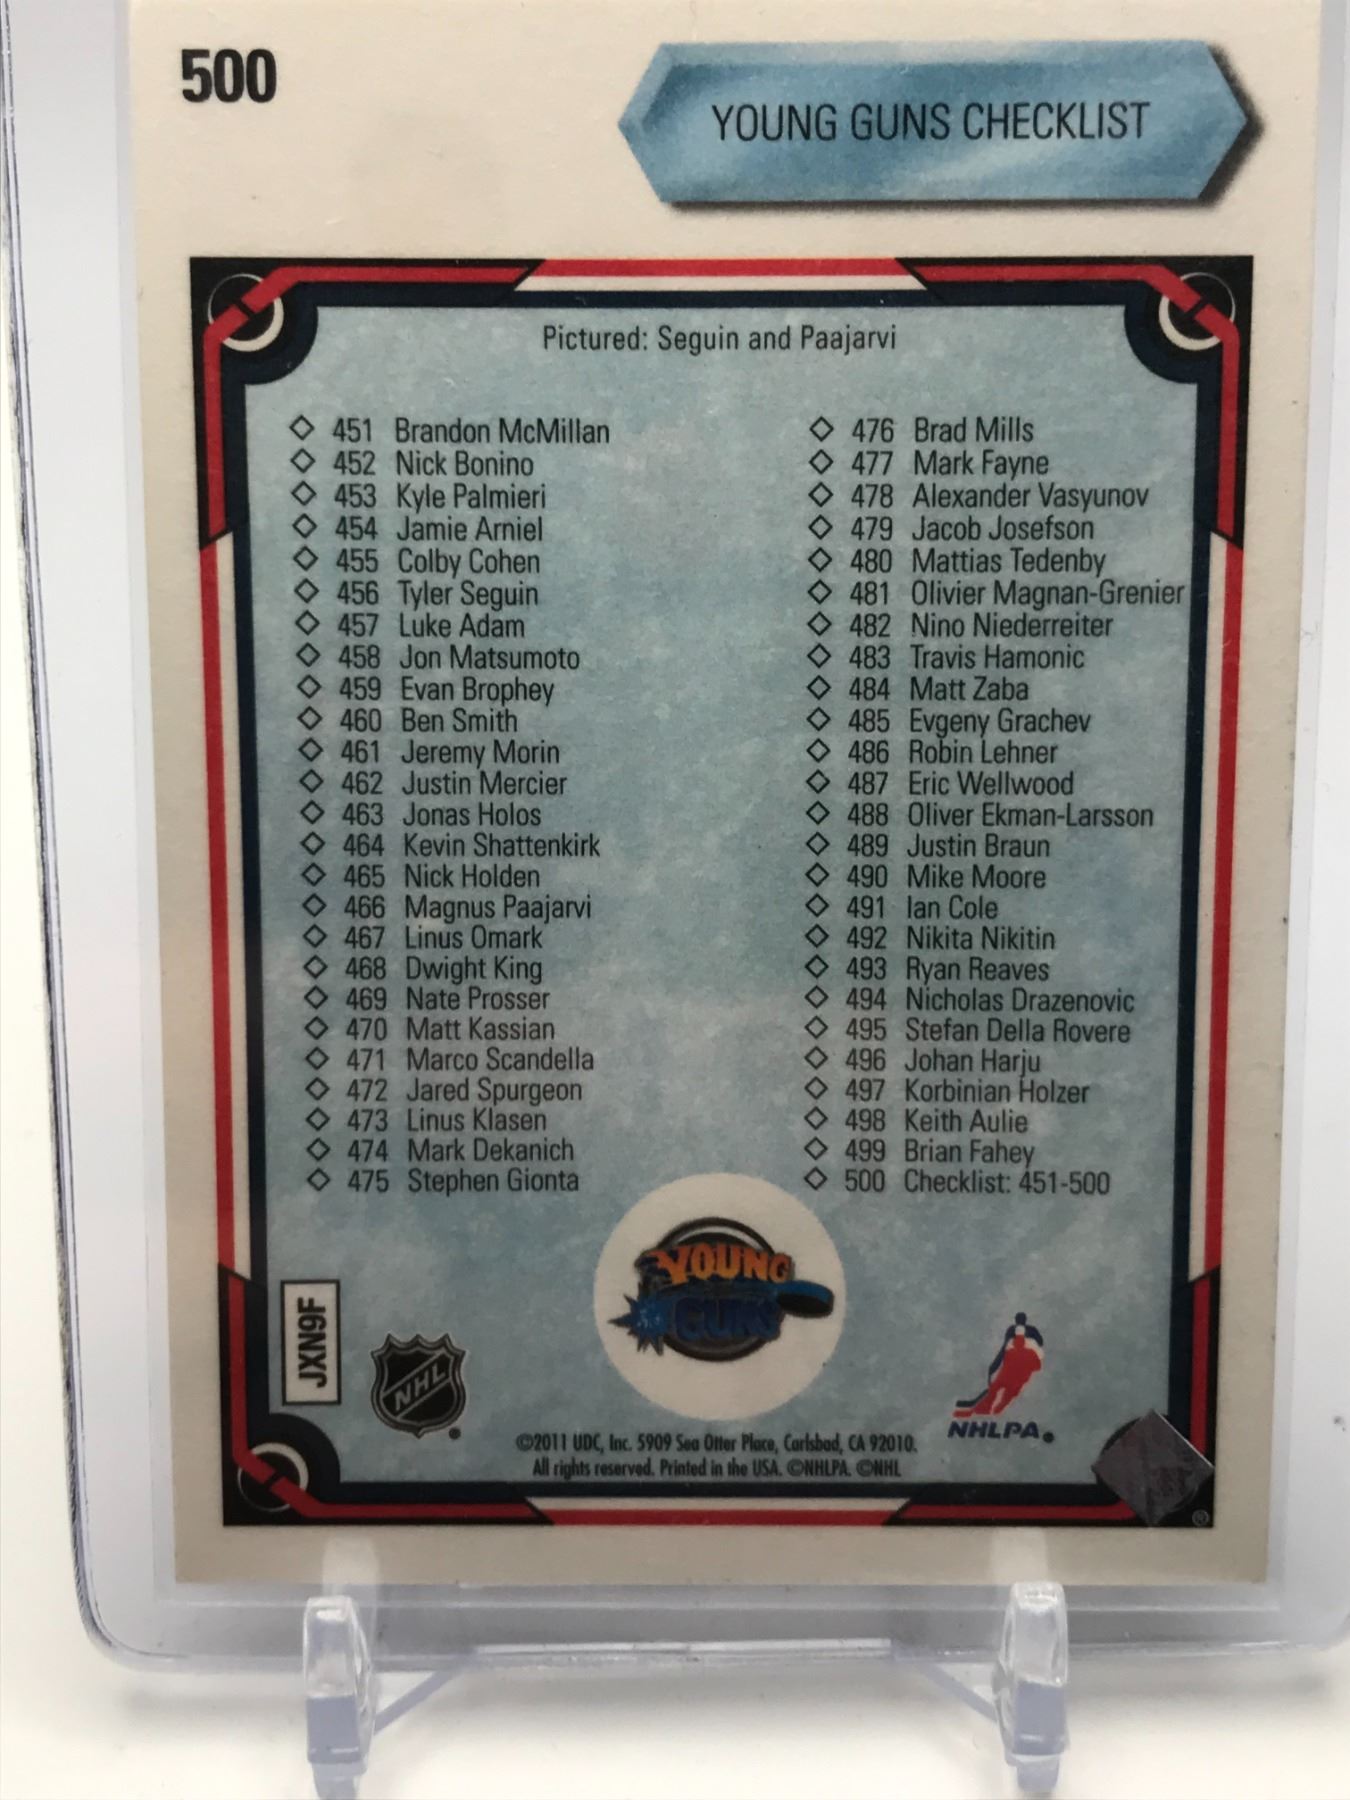 500
YOUNG GUNS CHECKLIST
Pictured: Seguin and Paajarvi
451 Brandon McMillan
452 Nick Bonino
453 Kyle Palmieri
454 Jamie Arniel
455 Colby Cohen
456 Tyler Seguin
457 Luke Adam
458 Jon Matsumoto
459 Evan Brophey
460 Ben Smith
461 Jeremy Morin
462 Justin Mercier
463 Jonas Holos
464 Kevin Shattenkirk
465 Nick Holden
466 Magnus Paajarvi
467 Linus Omark
468 Dwight King
469 Nate Prosser
470 Matt Kassian
471 Marco Scandella
472 Jared Spurgeon
473 Linus Klasen
474 Mark Dekanich
475 Stephen Gionta
476 Brad Mills
477 Mark Fayne
478 Alexander Vasyunov
479 Jacob Josefson
480 Mattias Tedenby
481 Olivier Magnan-Grenier
482 Nino Niederreiter
483 Travis Hamonic
484 Matt Zaba
485 Evgeny Grachev
486 Robin Lehner
487 Eric Wellwood
488 Oliver Ekman-Larsson
489 Justin Braun
490 Mike Moore
491 Ian Cole
492 Nikita Nikitin
493 Ryan Reaves
494 Nicholas Drazenovic
495 Stefan Della Rovere
496 Johan Harju
497 Korbinian Holzer
498 Keith Aulie
499 Brian Fahey
500 Checklist: 451-500
YOUNG
GUNS
JXN9F
NHL
NHLPA®
©2011 UDC, Inc. 5909 Sea Otter Place, Carlsbad, CA 92010.
All rights reserved. Printed in the USA. ©NHLPA. ©NHL
®